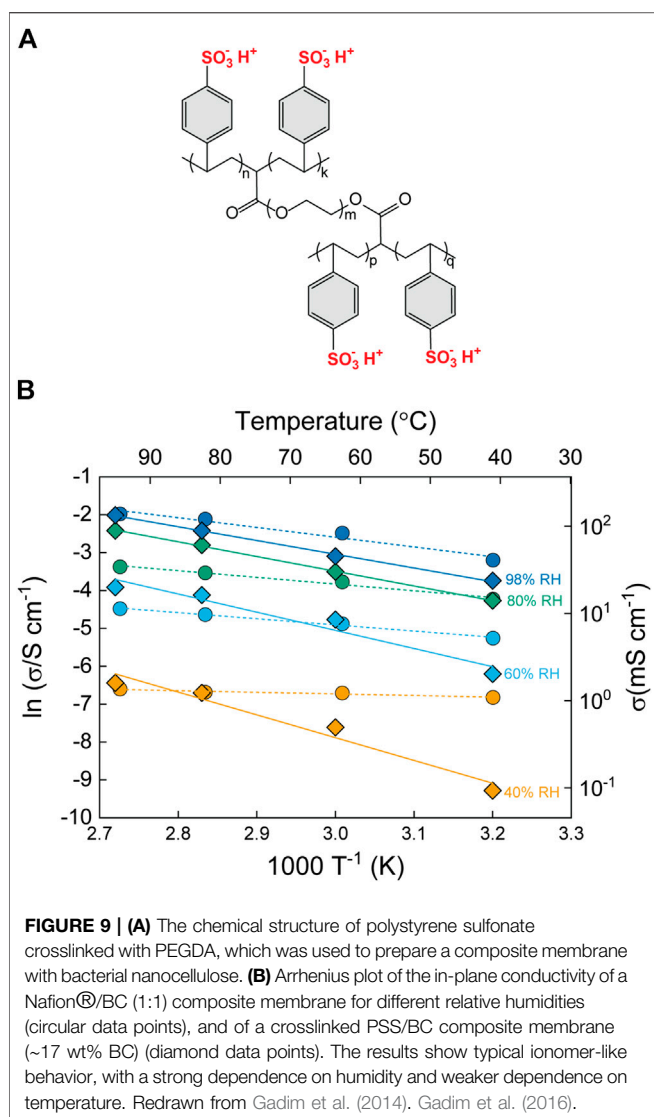 A
SO3- H+ SO3- H+
n k
O O m O O
p q
SO3- H+ SO3- H+
B
Temperature (°C)
90 80 70 60 50 40 30
-1
-2
-3
-4
-5
-6
-7
-8
-9
-10
ln (σ/S cm-1)
98% RH
80% RH
60% RH
40% RH
10^2
10^1
10^0
10^-1
σ(mS cm-1)
2.7 2.8 2.9 3.0 3.1 3.2 3.3
1000 T-1 (K)
FIGURE 9 | (A) The chemical structure of polystyrene sulfonate
crosslinked with PEGDA, which was used to prepare a composite membrane
with bacterial nanocellulose. (B) Arrhenius plot of the in-plane conductivity of a
Nafion®/BC (1:1) composite membrane for different relative humidities
(circular data points), and of a crosslinked PSS/BC composite membrane
(~17 wt% BC) (diamond data points). The results show typical ionomer-like
behavior, with a strong dependence on humidity and weaker dependence on
temperature. Redrawn from Gadim et al. (2014). Gadim et al. (2016).